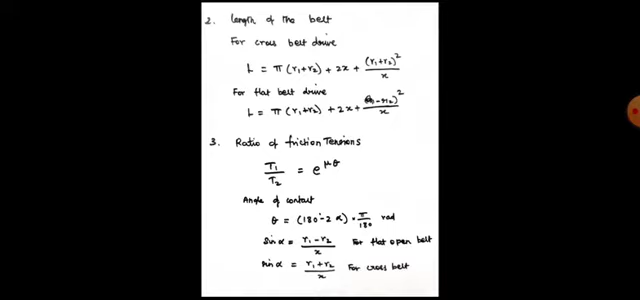 2. Length of the belt
For cross belt drive
L = π(r₁+r₂) + 2x + (r₁+r₂)²/x
For flat belt drive
L = π(r₁+r₂) + 2x + (r₁-r₂)²/x
3. Ratio of friction Tensions
T₁/T₂ = e^μθ
Angle of contact
θ = (180°-2α) × π/180 rad
sinα = r₁-r₂/x For flat open belt
sinα = r₁+r₂/x For cross belt